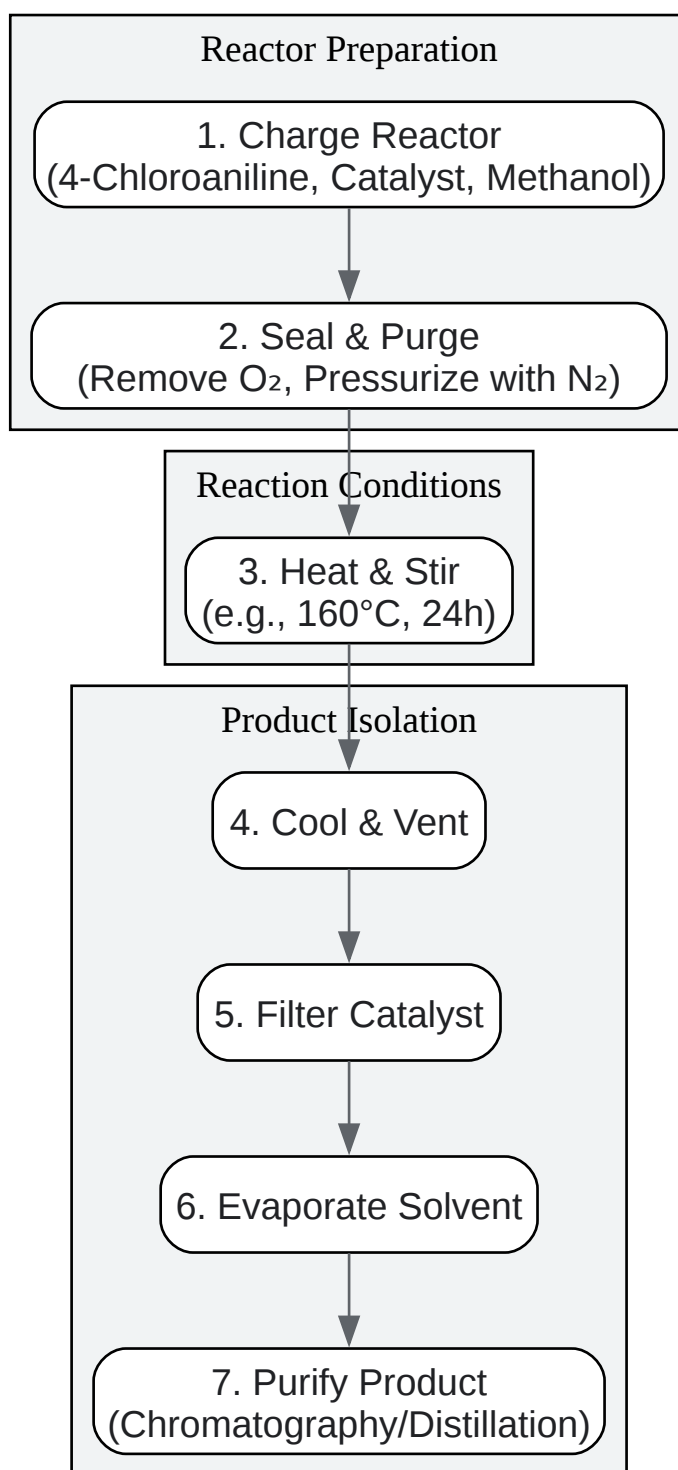 Reactor Preparation
1. Charge Reactor
(4-Chloroaniline, Catalyst, Methanol)
2. Seal & Purge
(Remove O₂, Pressurize with N₂)
Reaction Conditions
3. Heat & Stir
(e.g., 160°C, 24h)
Product Isolation
4. Cool & Vent
5. Filter Catalyst
6. Evaporate Solvent
7. Purify Product
(Chromatography/Distillation)